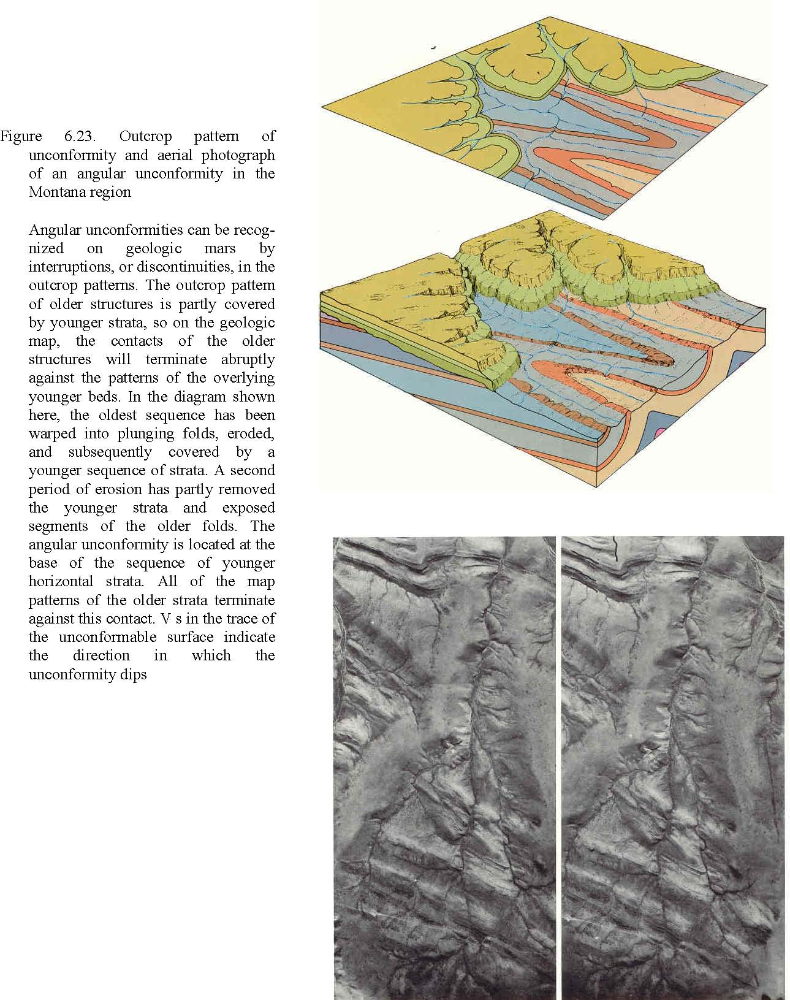 Figure 6.23. Outcrop pattern of
unconformity and aerial photograph
of an angular unconformity in the
Montana region
Angular unconformities can be recog-
nized on geologic mars by
interruptions, or discontinuities, in the
outcrop patterns. The outcrop pattem
of older structures is partly covered
by younger strata, so on the geologic
map, the contacts of the older
structures will terminate abruptly
against the patterns of the overlying
younger beds. In the diagram shown
here, the oldest sequence has been
warped into plunging folds, eroded,
and subsequently covered by a
younger sequence of strata. A second
period of erosion has partly removed
the younger strata and exposed
segments of the older folds. The
angular unconformity is located at the
base of the sequence of younger
horizontal strata. All of the map
patterns of the older strata terminate
against this contact. V s in the trace of
the unconformable surface indicate
the direction in which the
unconformity dips